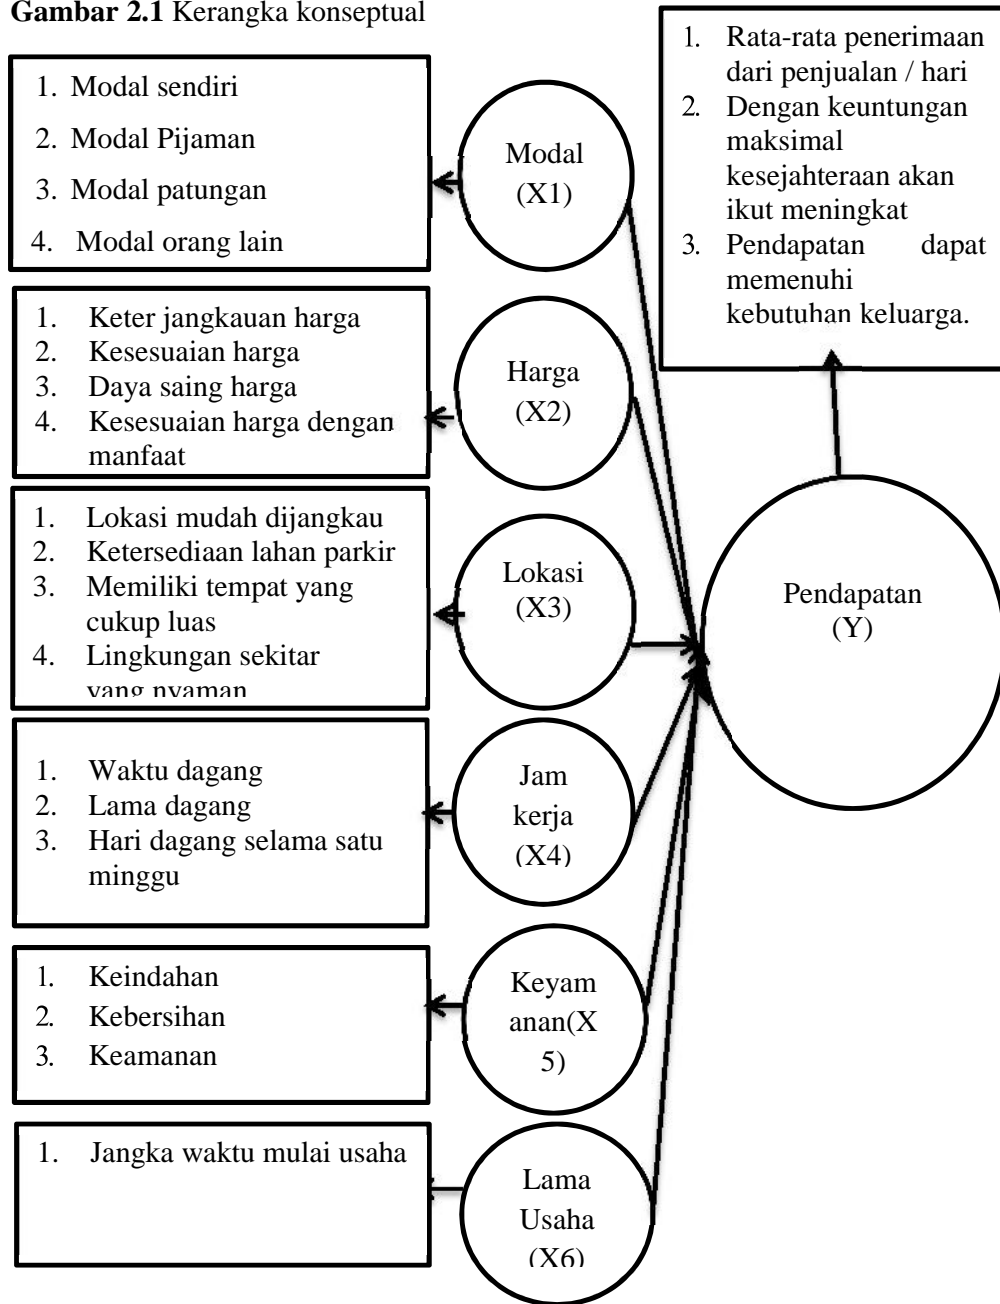 Gambar 2.1 Kerangka konseptual
1. Modal sendiri
2. Modal Pijaman
3. Modal patungan
4. Modal orang lain
Modal
(X1)
1. Rata-rata penerimaan
dari penjualan / hari
2. Dengan keuntungan
maksimal
kesejahteraan akan
ikut meningkat
3. Pendapatan dapat
memenuhi
kebutuhan keluarga.
1. Keter jangkauan harga
2. Kesesuaian harga
3. Daya saing harga
4. Kesesuaian harga dengan
manfaat
Harga
(X2)
1. Lokasi mudah dijangkau
2. Ketersediaan lahan parkir
3. Memiliki tempat yang
cukup luas
4. Lingkungan sekitar
yang nyaman
Lokasi
(X3)
Pendapatan
(Y)
1. Waktu dagang
2. Lama dagang
3. Hari dagang selama satu
minggu
Jam
kerja
(X4)
1. Keindahan
2. Kebersihan
3. Keamanan
Keyam
anan(X
5)
1. Jangka waktu mulai usaha
Lama
Usaha
(X6)